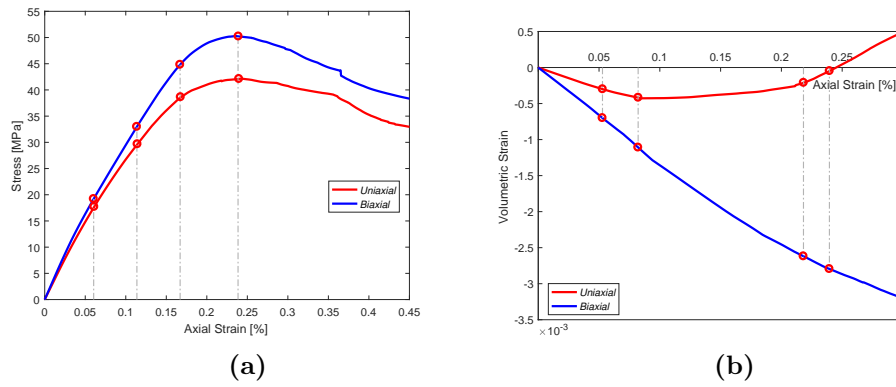 55
50
45
40
35
30
25
20
15
10
5
0
Stress [MPa]
Uniaxial
Biaxial
0 0.05 0.1 0.15 0.2 0.25 0.3 0.35 0.4 0.45
Axial Strain [%]
(a)
0.5
0
-0.5
-1
-1.5
-2
-2.5
-3
-3.5
×10⁻³
Volumetric Strain
0.05 0.1 0.15 0.2 0.25
Axial Strain [%]
Uniaxial
Biaxial
(b)